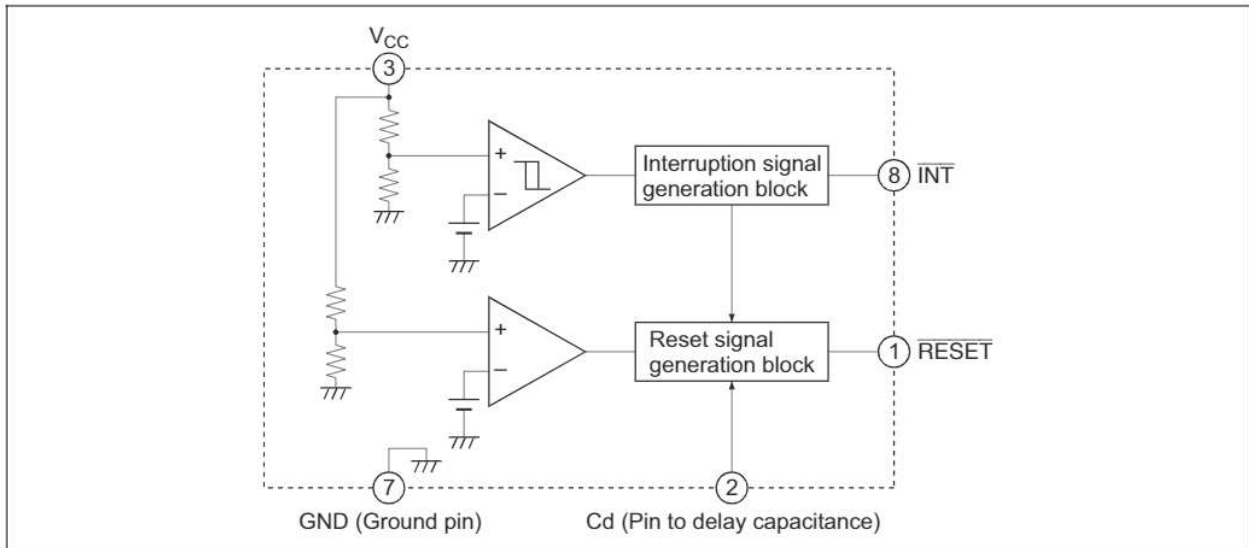 VCC
3
+
−
Interruption signal
generation block
8 INT
+
−
Reset signal
generation block
1 RESET
7
2
GND (Ground pin)
Cd (Pin to delay capacitance)